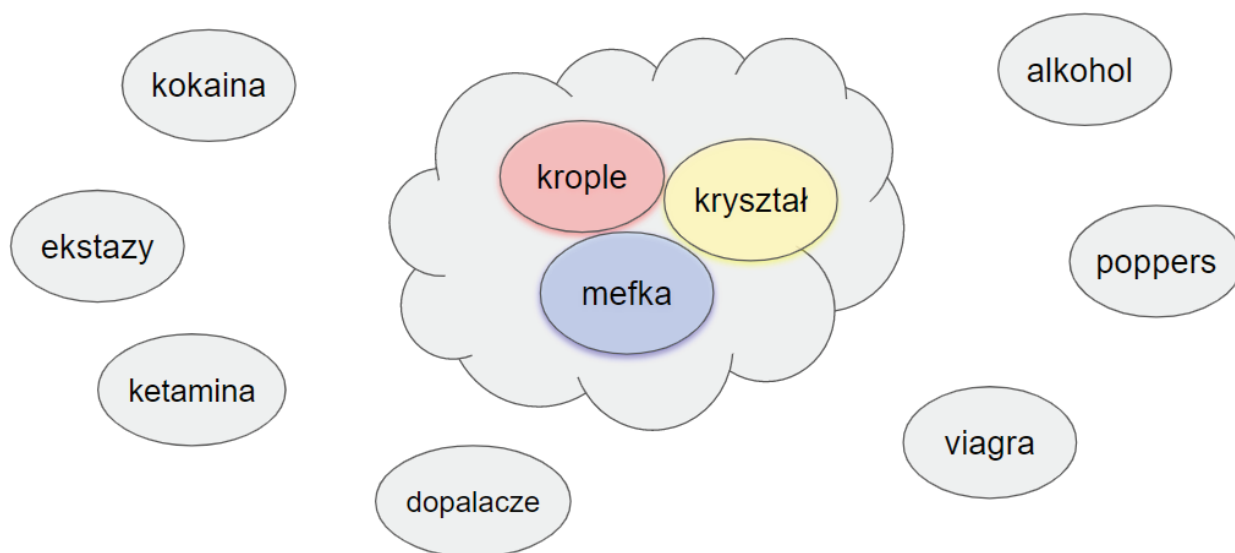 kokaina
alkohol
krople
kryształ
ekstazy
poppers
mefka
ketamina
viagra
dopalacze